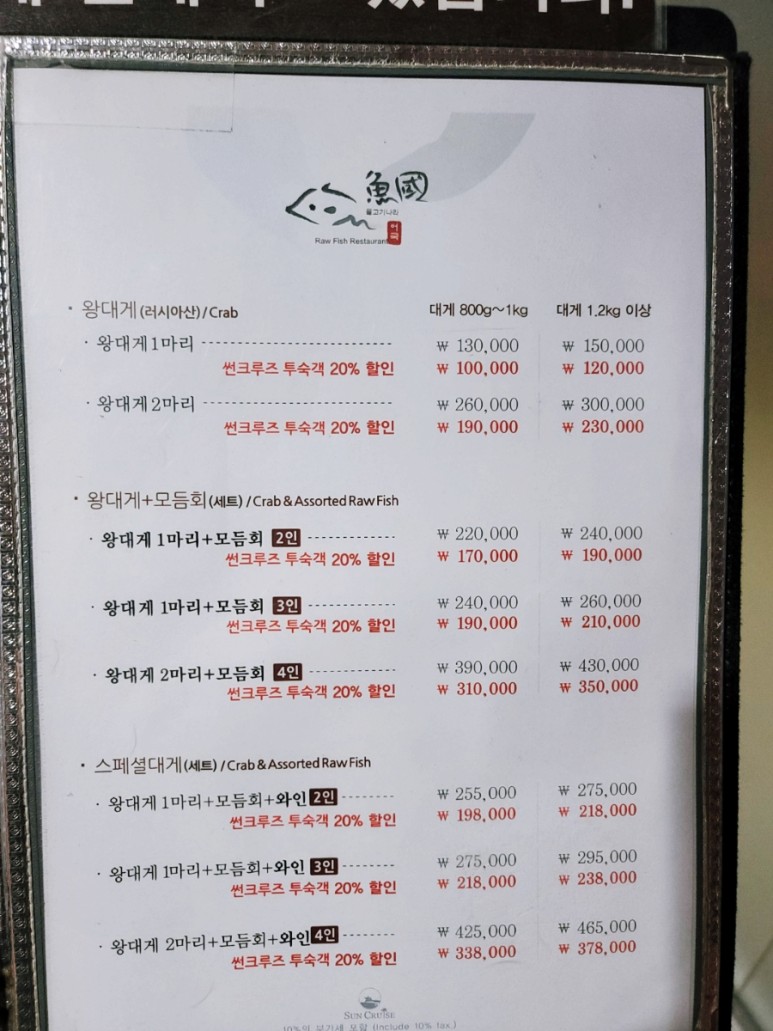 있습니다!
魚國
물고기나라
어국
Raw Fish Restaurant
· 왕대게(러시아산)/Crab 대게 800g~1kg 대게 1.2kg 이상
· 왕대게1마리 ₩ 130,000 ₩ 150,000
썬크루즈 투숙객 20% 할인 ₩ 100,000 ₩ 120,000
· 왕대게2마리 ₩ 260,000 ₩ 300,000
썬크루즈 투숙객 20% 할인 ₩ 190,000 ₩ 230,000
· 왕대게+모듬회(세트)/Crab & Assorted Raw Fish
· 왕대게 1마리+모듬회 2인 ₩ 220,000 ₩ 240,000
썬크루즈 투숙객 20% 할인 ₩ 170,000 ₩ 190,000
· 왕대게 1마리+모듬회 3인 ₩ 240,000 ₩ 260,000
썬크루즈 투숙객 20% 할인 ₩ 190,000 ₩ 210,000
· 왕대게 2마리+모듬회 4인 ₩ 390,000 ₩ 430,000
썬크루즈 투숙객 20% 할인 ₩ 310,000 ₩ 350,000
· 스페셜대게(세트)/Crab & Assorted Raw Fish
· 왕대게 1마리+모듬회+와인 2인 ₩ 255,000 ₩ 275,000
썬크루즈 투숙객 20% 할인 ₩ 198,000 ₩ 218,000
· 왕대게 1마리+모듬회+와인 3인 ₩ 275,000 ₩ 295,000
썬크루즈 투숙객 20% 할인 ₩ 218,000 ₩ 238,000
· 왕대게 2마리+모듬회+와인 4인 ₩ 425,000 ₩ 465,000
썬크루즈 투숙객 20% 할인 ₩ 338,000 ₩ 378,000
SUN CRUISE
10%의 부가세 포함 (Include 10% tax.)